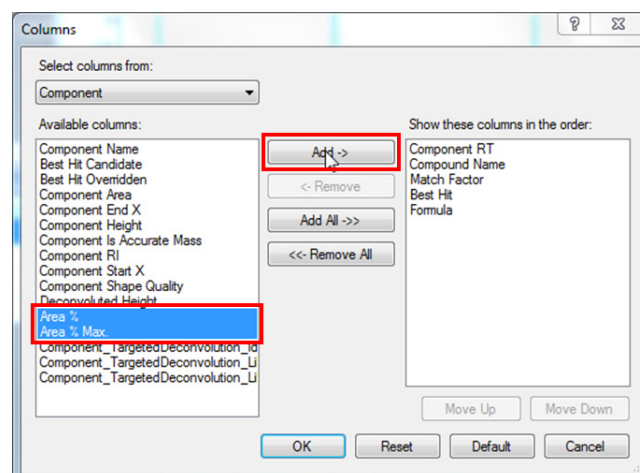 Columns
Select columns from:
Component
Available columns:
Component Name
Best Hit Candidate
Best Hit Overridden
Component Area
Component End X
Component Height
Component Is Accurate Mass
Component RI
Component Start X
Component Shape Quality
Deconvoluted Height
Area %
Area % Max.
Component_TargetedDeconvolution_Id
Component_TargetedDeconvolution_Li
Component_TargetedDeconvolution_Li
Add ->
<- Remove
Add All ->>
<<- Remove All
Show these columns in the order:
Component RT
Compound Name
Match Factor
Best Hit
Formula
Move Up
Move Down
OK
Reset
Default
Cancel